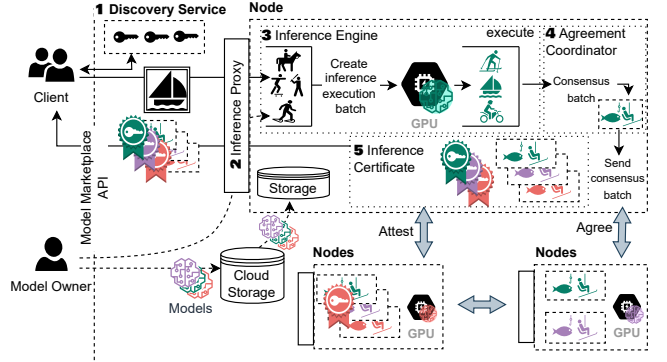 1 Discovery Service
Node
3 Inference Engine
execute
4 Agreement
Coordinator
Client
2 Inference Proxy
Create
inference
execution
batch
GPU
Consensus
batch
Model Marketplace
API
5 Inference
Certificate
Send
consensus
batch
Storage
Attest
Agree
Model Owner
Models
Cloud
Storage
Nodes
GPU
Nodes
GPU